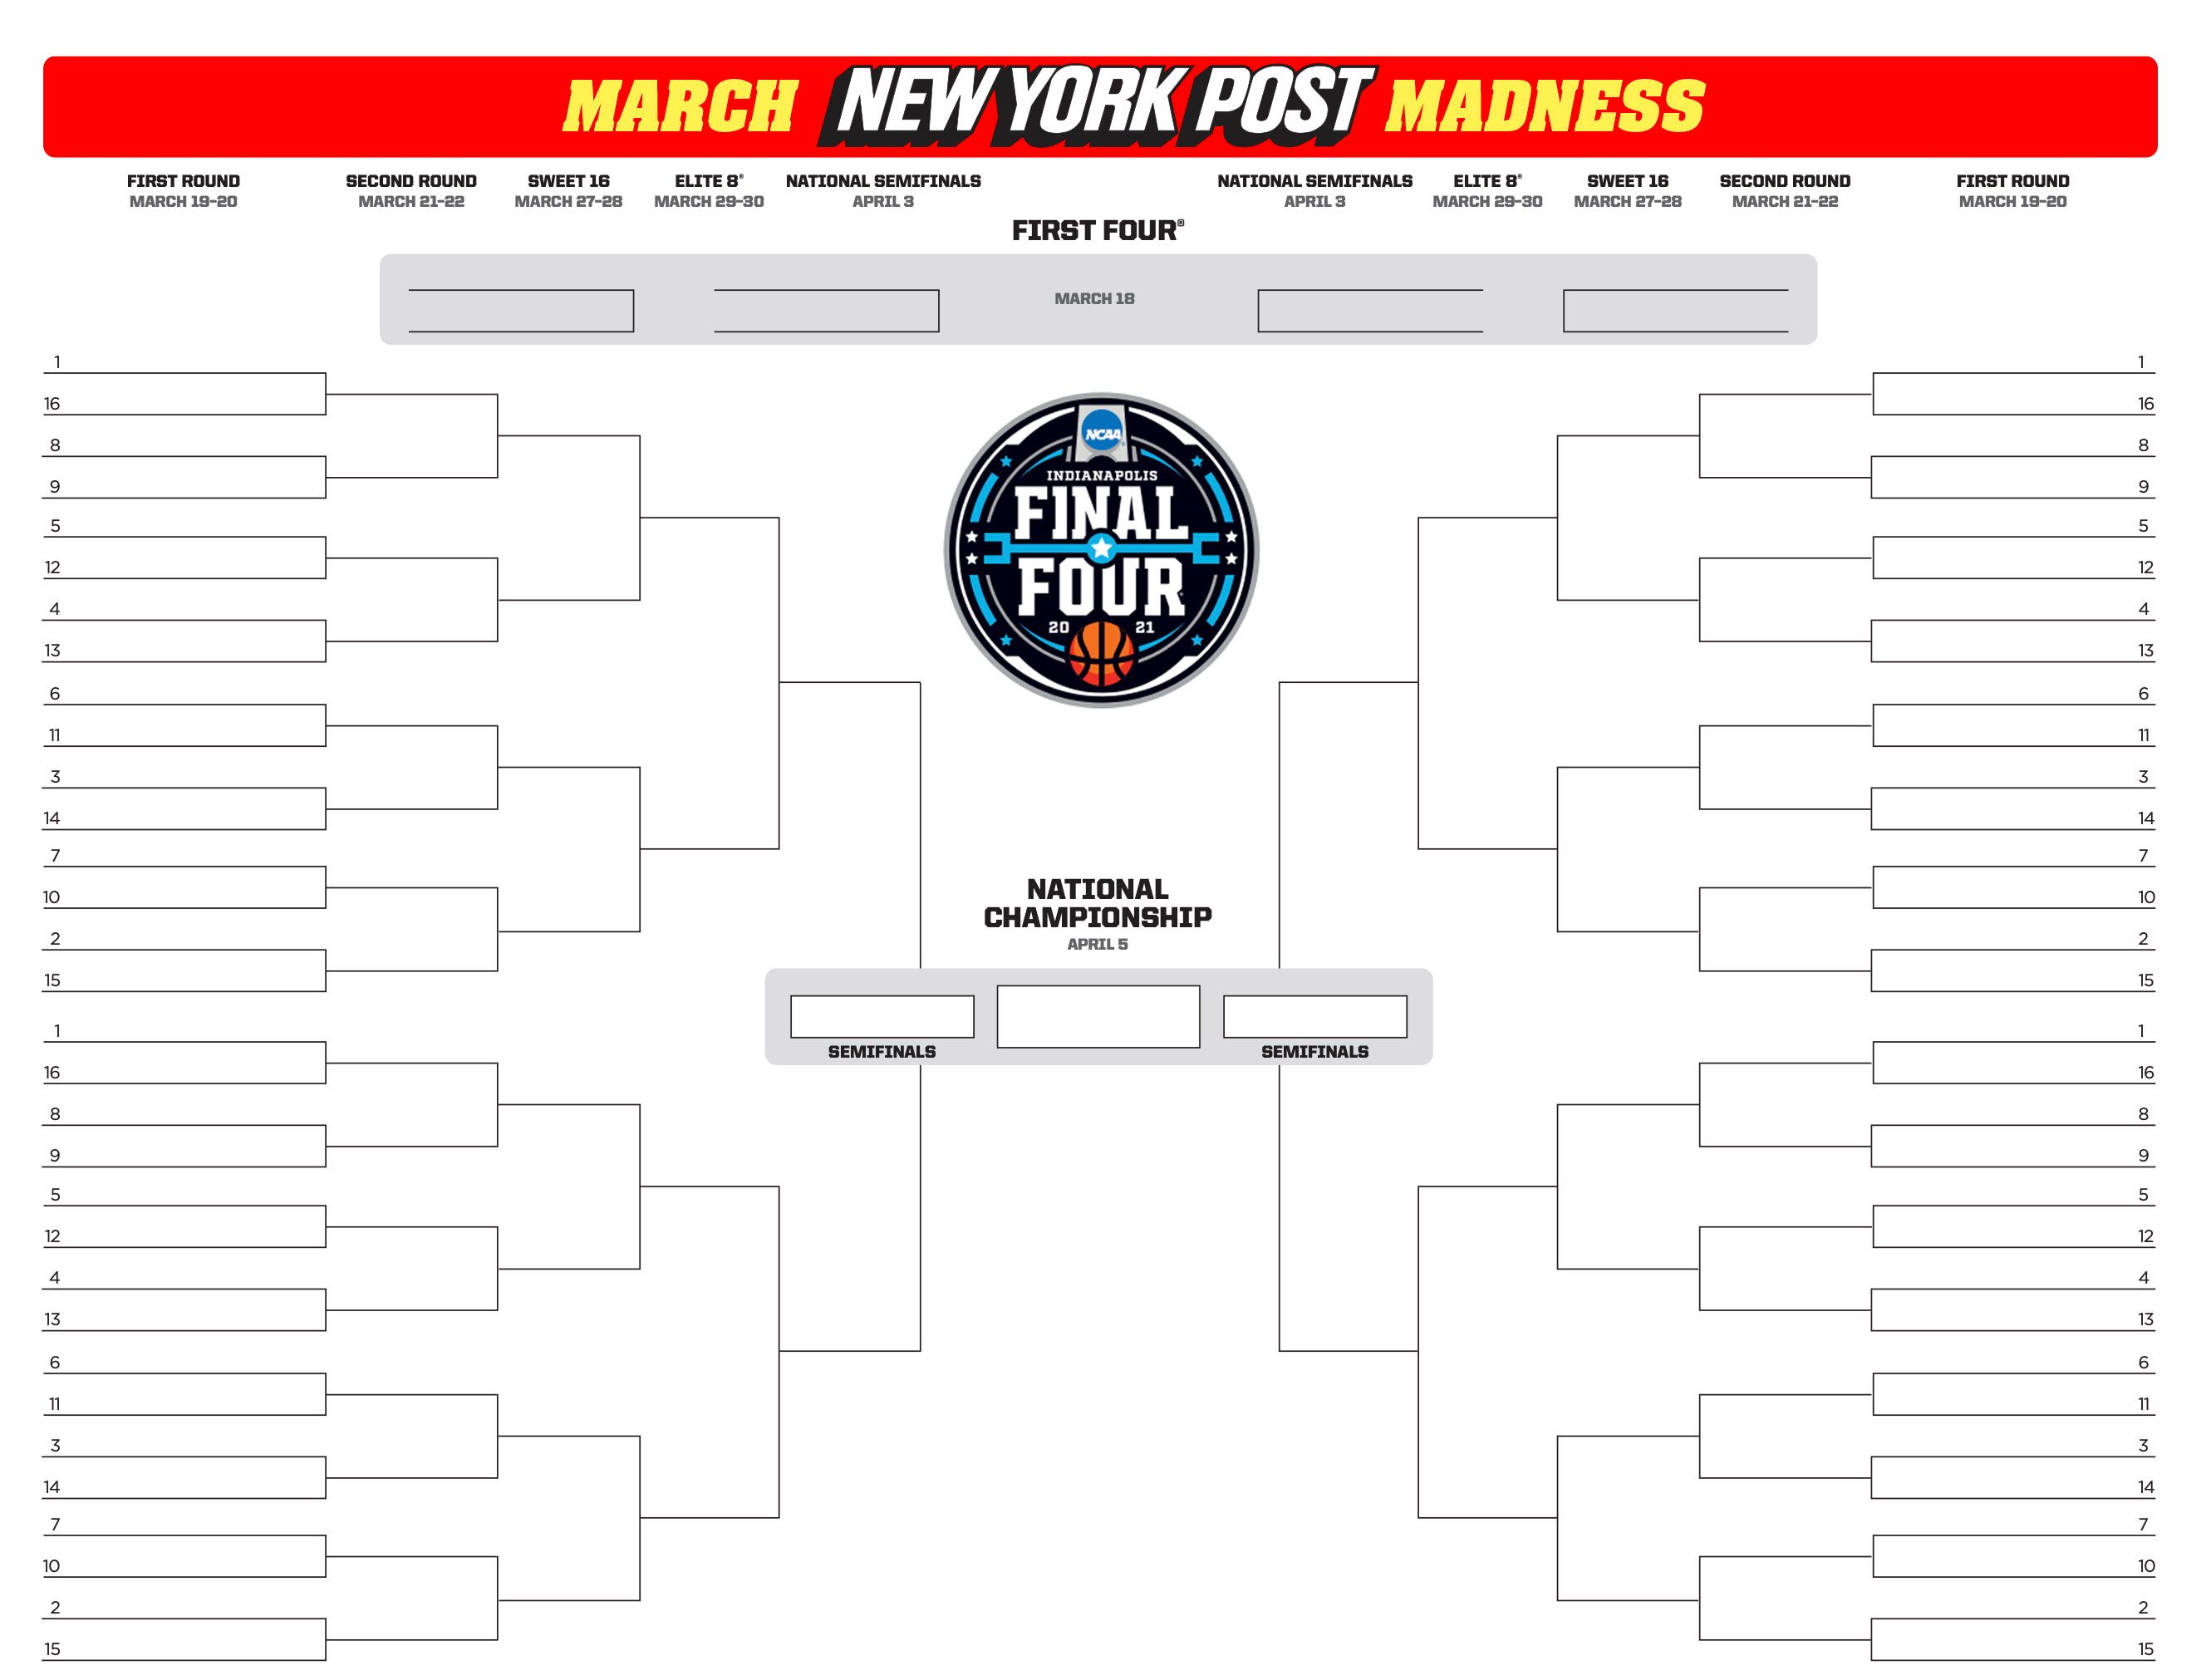 MARCH NEW YORK POST MADNESS
FIRST ROUND SECOND ROUND SWEET 16 ELITE 8® NATIONAL SEMIFINALS NATIONAL SEMIFINALS ELITE 8® SWEET 16 SECOND ROUND FIRST ROUND
MARCH 19-20 MARCH 21-22 MARCH 27-28 MARCH 29-30 APRIL 3 APRIL 3 MARCH 29-30 MARCH 27-28 MARCH 21-22 MARCH 19-20
FIRST FOUR®
MARCH 18
1 1
16 16
8 8
9 9
5 5
12 12
4 4
13 13
6 6
11 11
3 3
14 14
7 7
10 10
2 2
15 15
NCAA
INDIANAPOLIS
FINAL
FOUR
20 21
NATIONAL
CHAMPIONSHIP
APRIL 5
SEMIFINALS SEMIFINALS
1 1
16 16
8 8
9 9
5 5
12 12
4 4
13 13
6 6
11 11
3 3
14 14
7 7
10 10
2 2
15 15